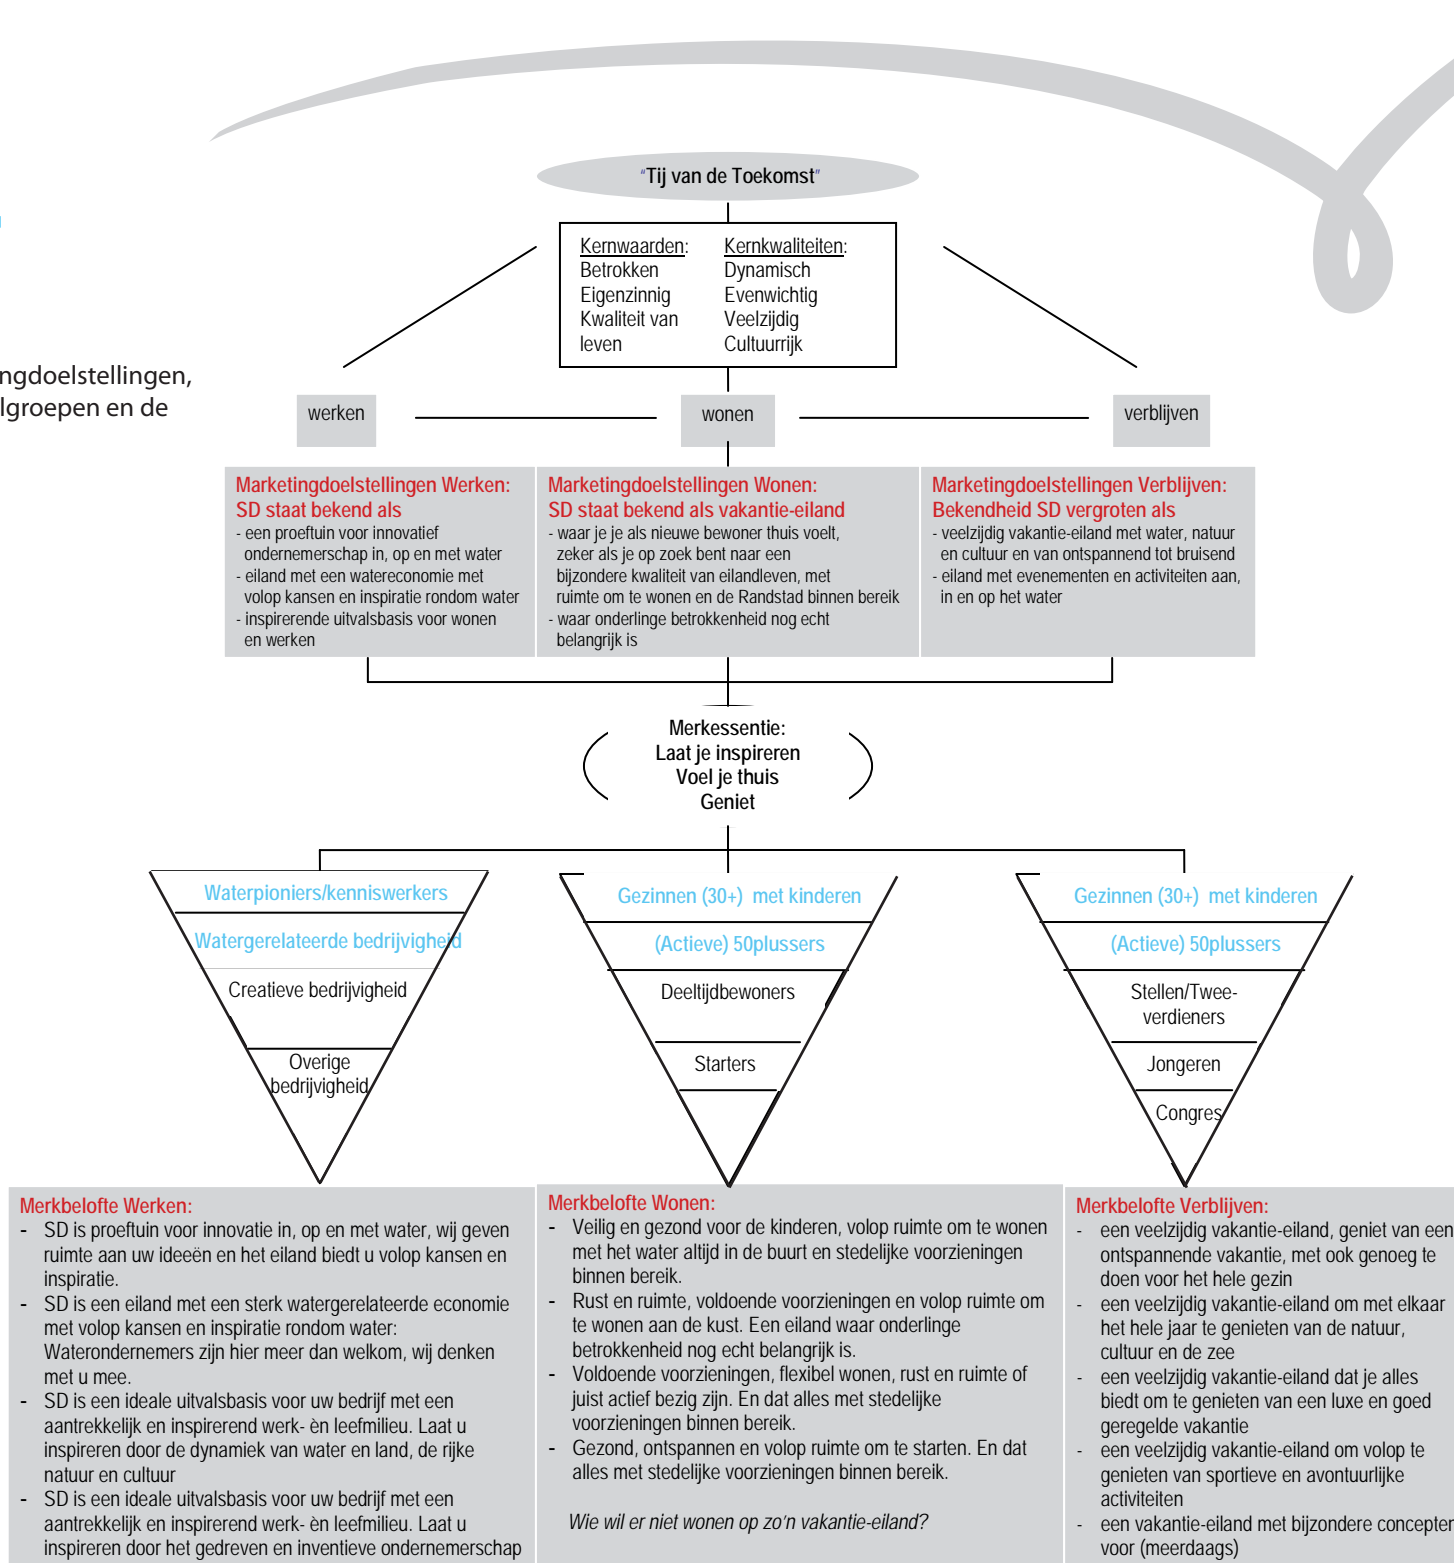 "Tij van de Toekomst"
Kernwaarden:
Betrokken
Eigenzinnig
Kwaliteit van
leven
Kernkwaliteiten:
Dynamisch
Evenwichtig
Veelzijdig
Cultuurrijk
ngdoelstellingen,
lgroepen en de
werken
wonen
verblijven
Marketingdoelstellingen Werken:
SD staat bekend als
- een proeftuin voor innovatief
ondernemerschap in, op en met water
- eiland met een watereconomie met
volop kansen en inspiratie rondom water
- inspirerende uitvalsbasis voor wonen
en werken
Marketingdoelstellingen Wonen:
SD staat bekend als vakantie-eiland
- waar je je als nieuwe bewoner thuis voelt,
zeker als je op zoek bent naar een
bijzondere kwaliteit van eilandleven, met
ruimte om te wonen en de Randstad binnen bereik
- waar onderlinge betrokkenheid nog echt
belangrijk is
Marketingdoelstellingen Verblijven:
Bekendheid SD vergroten als
- veelzijdig vakantie-eiland met water, natuur
en cultuur en van ontspannend tot bruisend
- eiland met evenementen en activiteiten aan,
in en op het water
Merkessentie:
Laat je inspireren
Voel je thuis
Geniet
Waterpioniers/kenniswerkers
Watergerelateerde bedrijvigheid
Creatieve bedrijvigheid
Overige
bedrijvigheid
Gezinnen (30+) met kinderen
(Actieve) 50plussers
Deeltijdbewoners
Starters
Gezinnen (30+) met kinderen
(Actieve) 50plussers
Stellen/Twee-
verdieners
Jongeren
Congres
Merkbelofte Werken:
- SD is proeftuin voor innovatie in, op en met water, wij geven
ruimte aan uw ideeën en het eiland biedt u volop kansen en
inspiratie.
- SD is een eiland met een sterk watergerelateerde economie
met volop kansen en inspiratie rondom water:
Waterondernemers zijn hier meer dan welkom, wij denken
met u mee.
- SD is een ideale uitvalsbasis voor uw bedrijf met een
aantrekkelijk en inspirerend werk- èn leefmilieu. Laat u
inspireren door de dynamiek van water en land, de rijke
natuur en cultuur
- SD is een ideale uitvalsbasis voor uw bedrijf met een
aantrekkelijk en inspirerend werk- èn leefmilieu. Laat u
inspireren door het gedreven en inventieve ondernemerschap
Merkbelofte Wonen:
- Veilig en gezond voor de kinderen, volop ruimte om te wonen
met het water altijd in de buurt en stedelijke voorzieningen
binnen bereik.
- Rust en ruimte, voldoende voorzieningen en volop ruimte om
te wonen aan de kust. Een eiland waar onderlinge
betrokkenheid nog echt belangrijk is.
- Voldoende voorzieningen, flexibel wonen, rust en ruimte of
juist actief bezig zijn. En dat alles met stedelijke
voorzieningen binnen bereik.
- Gezond, ontspannen en volop ruimte om te starten. En dat
alles met stedelijke voorzieningen binnen bereik.
Wie wil er niet wonen op zo'n vakantie-eiland?
Merkbelofte Verblijven:
- een veelzijdig vakantie-eiland, geniet van een
ontspannende vakantie, met ook genoeg te
doen voor het hele gezin
- een veelzijdig vakantie-eiland om met elkaar
het hele jaar te genieten van de natuur,
cultuur en de zee
- een veelzijdig vakantie-eiland dat je alles
biedt om te genieten van een luxe en goed
geregelde vakantie
- een veelzijdig vakantie-eiland om volop te
genieten van sportieve en avontuurlijke
activiteiten
- een vakantie-eiland met bijzondere concepten
voor (meerdaags)